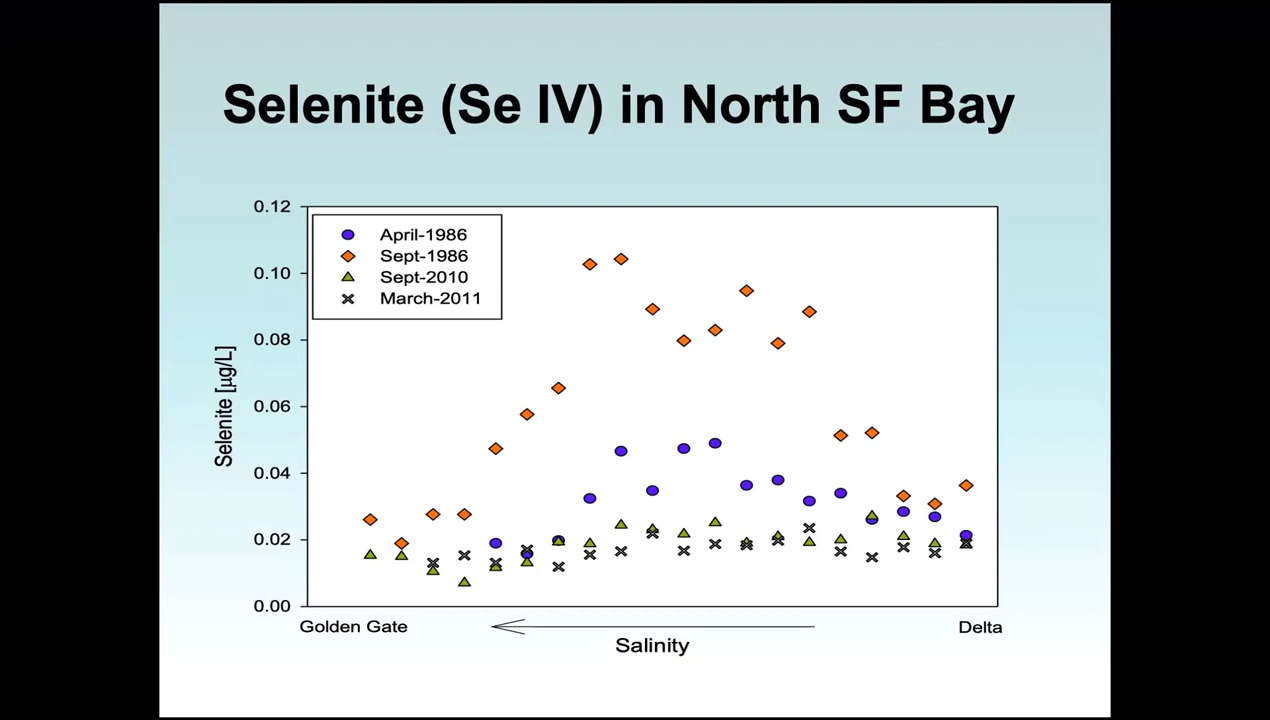 Selenite (Se IV) in North SF Bay
0.12
0.10
0.08
0.06
0.04
0.02
0.00
Selenite [µg/L]
April-1986
Sept-1986
Sept-2010
March-2011
Golden Gate
Delta
Salinity